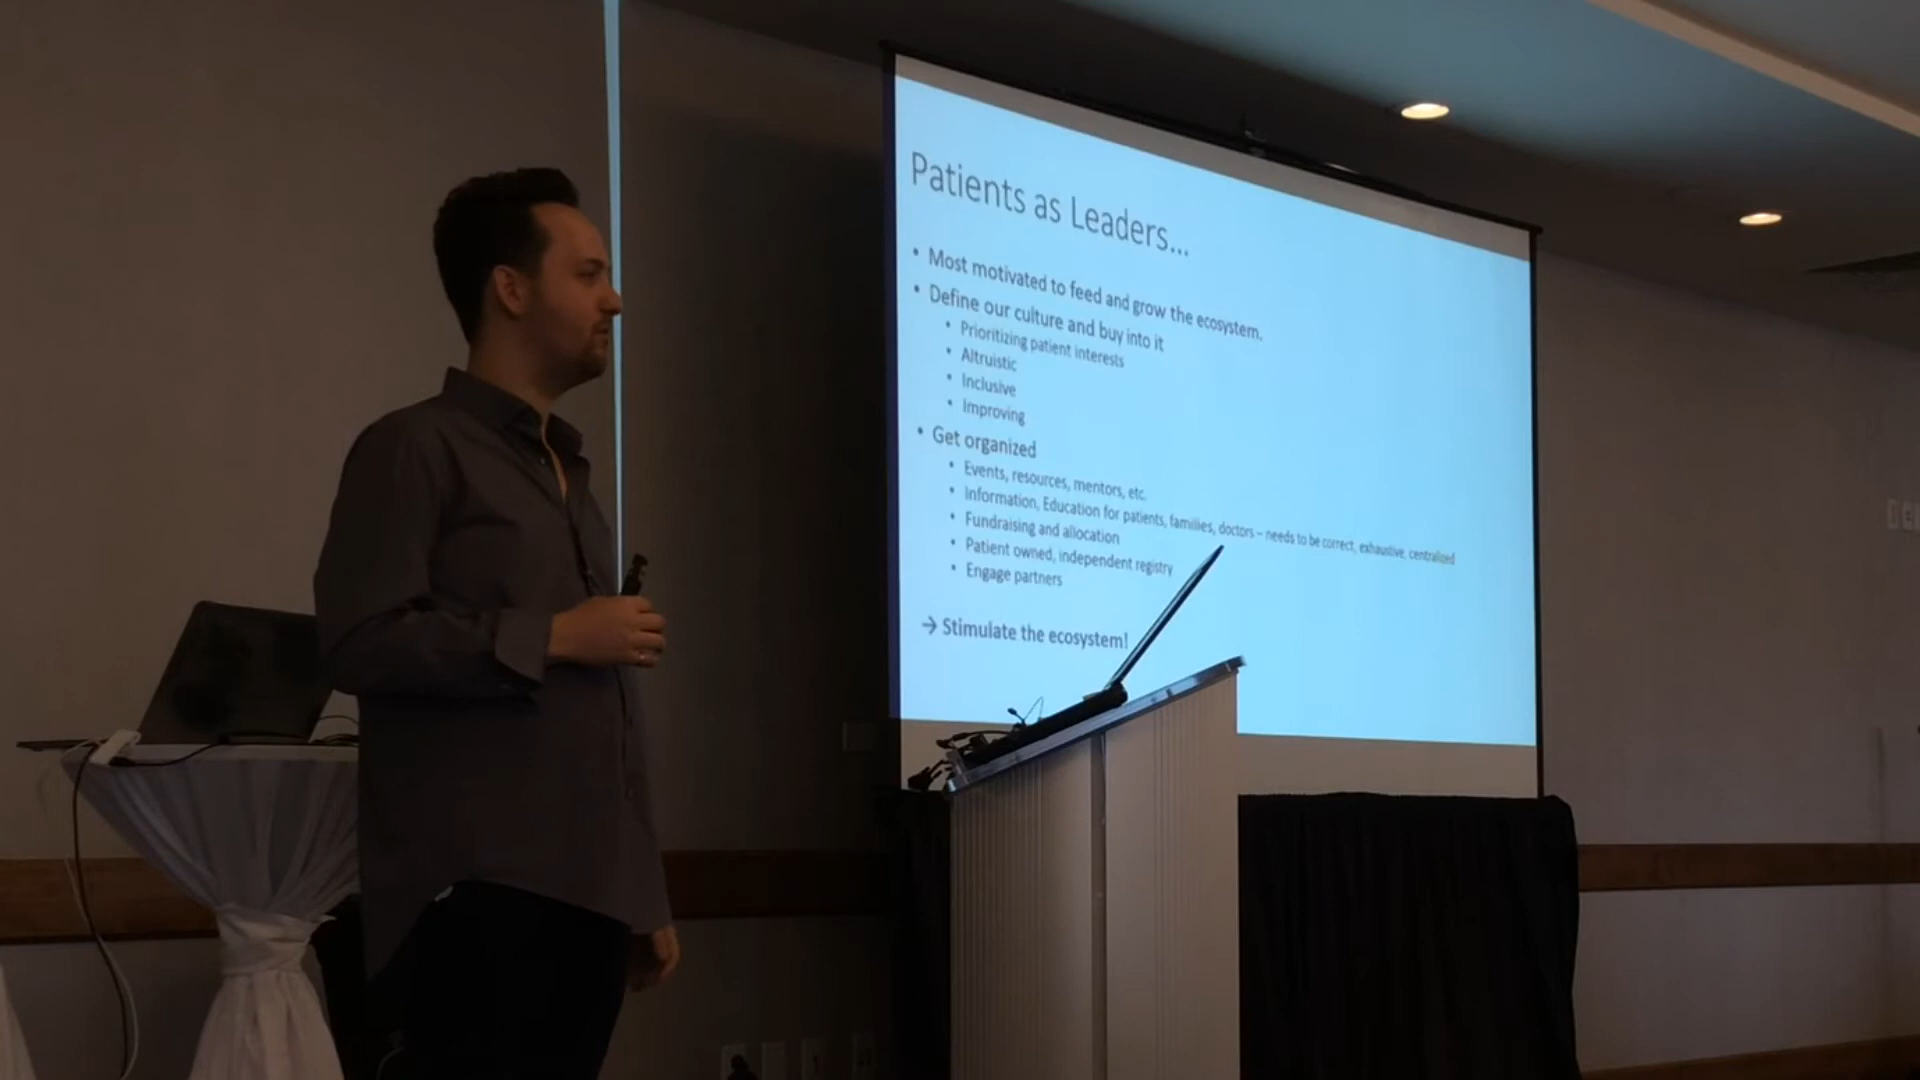 Patients as Leaders...
• Most motivated to feed and grow the ecosystem.
• Define our culture and buy into it
• Prioritizing patient interests
• Altruistic
• Inclusive
• Improving
• Get organized
• Events, resources, mentors, etc.
• Information, Education for patients, families, doctors – needs to be correct, exhaustive, centralized
• Fundraising and allocation
• Patient owned, independent registry
• Engage partners
→ Stimulate the ecosystem!